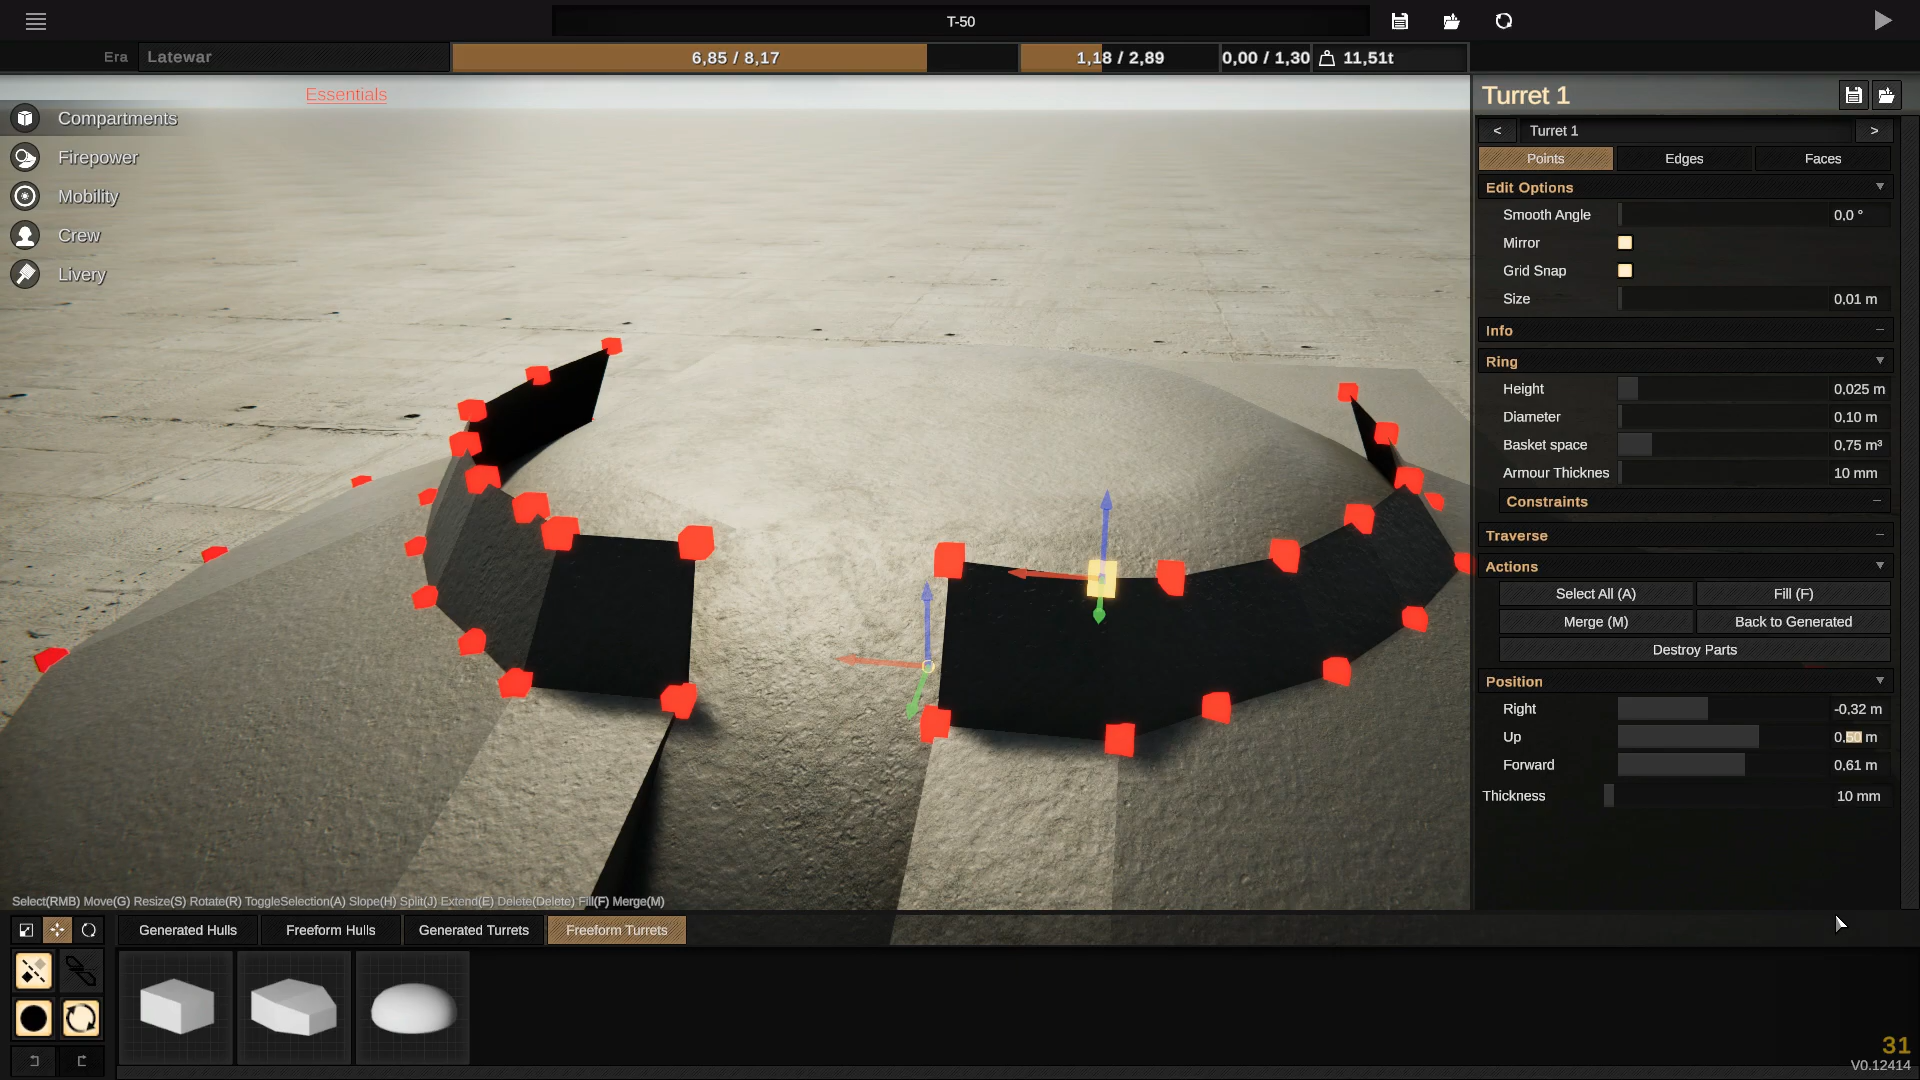 T-50
Era
Latewar
6,85 / 8,17
1,18 / 2,89
0,00 / 1,30
11,51t
Essentials
Compartments
Firepower
Mobility
Crew
Livery
Turret 1
<
Turret 1
>
Points
Edges
Faces
Edit Options
Smooth Angle
0,0 °
Mirror
Grid Snap
Size
0,01 m
Info
Ring
Height
0,025 m
Diameter
0,10 m
Basket space
0,75 m³
Armour Thicknes
10 mm
Constraints
Traverse
Actions
Select All (A)
Fill (F)
Merge (M)
Back to Generated
Destroy Parts
Position
Right
-0,32 m
Up
0,50 m
Forward
0,61 m
Thickness
10 mm
Select(RMB) Move(G) Resize(S) Rotate(R) ToggleSelection(A) Slope(H) Split(J) Extend(E) Delete(Delete) Fill(F) Merge(M)
Generated Hulls
Freeform Hulls
Generated Turrets
Freeform Turrets
31
V0.12414